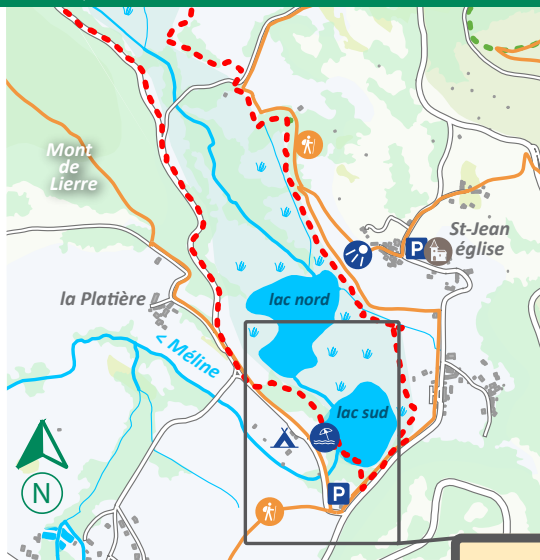 Mont
de
Lierre
St-Jean
P
église
la Platière
lac nord
< Méline
lac sud
P
N